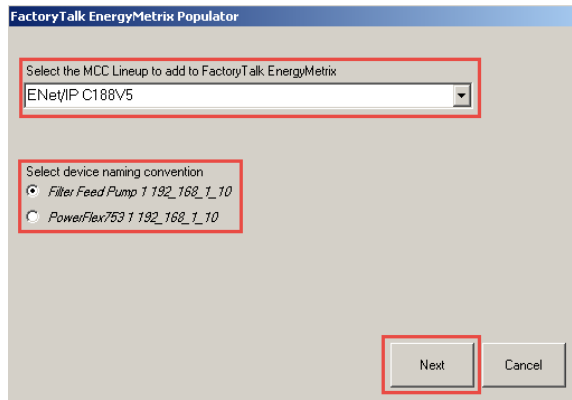 FactoryTalk EnergyMetrix Populator
Select the MCC Lineup to add to FactoryTalk EnergyMetrix
ENet/IP C188V5
Select device naming convention
Filter Feed Pump 1 192_168_1_10
PowerFlex753 1 192_168_1_10
Next
Cancel